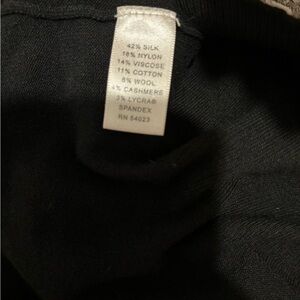 42% SILK
18% NYLON
14% VISCOSE
11% COTTON
8% WOOL
4% CASHMERE
3% LYCRA®
SPANDEX
RN 54023